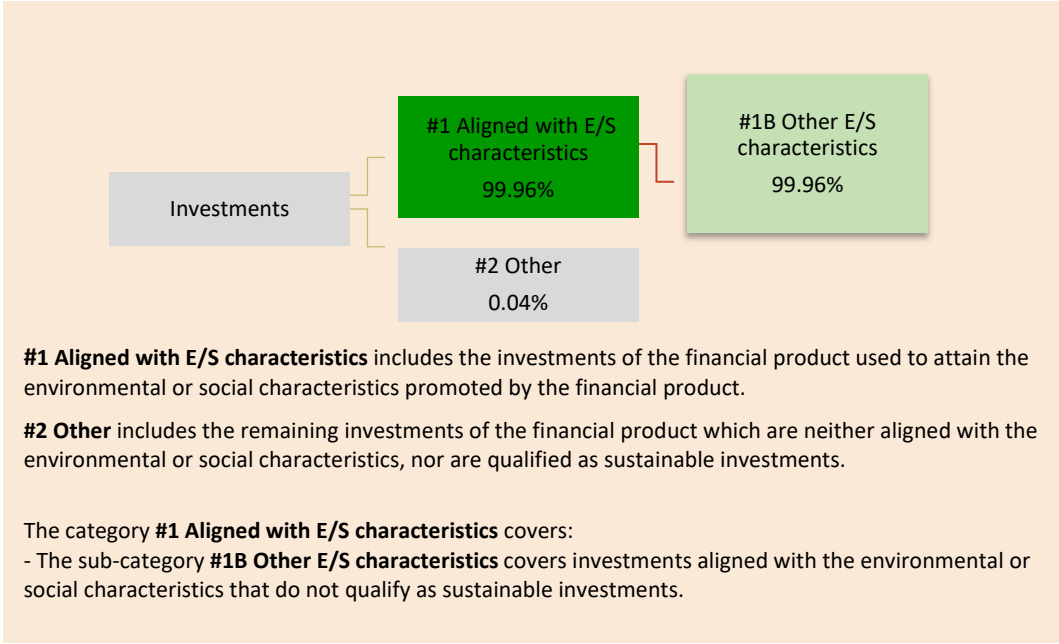 #1 Aligned with E/S
characteristics
99.96%
#1B Other E/S
characteristics
99.96%
Investments
#2 Other
0.04%
#1 Aligned with E/S characteristics includes the investments of the financial product used to attain the
environmental or social characteristics promoted by the financial product.
#2 Other includes the remaining investments of the financial product which are neither aligned with the
environmental or social characteristics, nor are qualified as sustainable investments.
The category #1 Aligned with E/S characteristics covers:
- The sub-category #1B Other E/S characteristics covers investments aligned with the environmental or
social characteristics that do not qualify as sustainable investments.